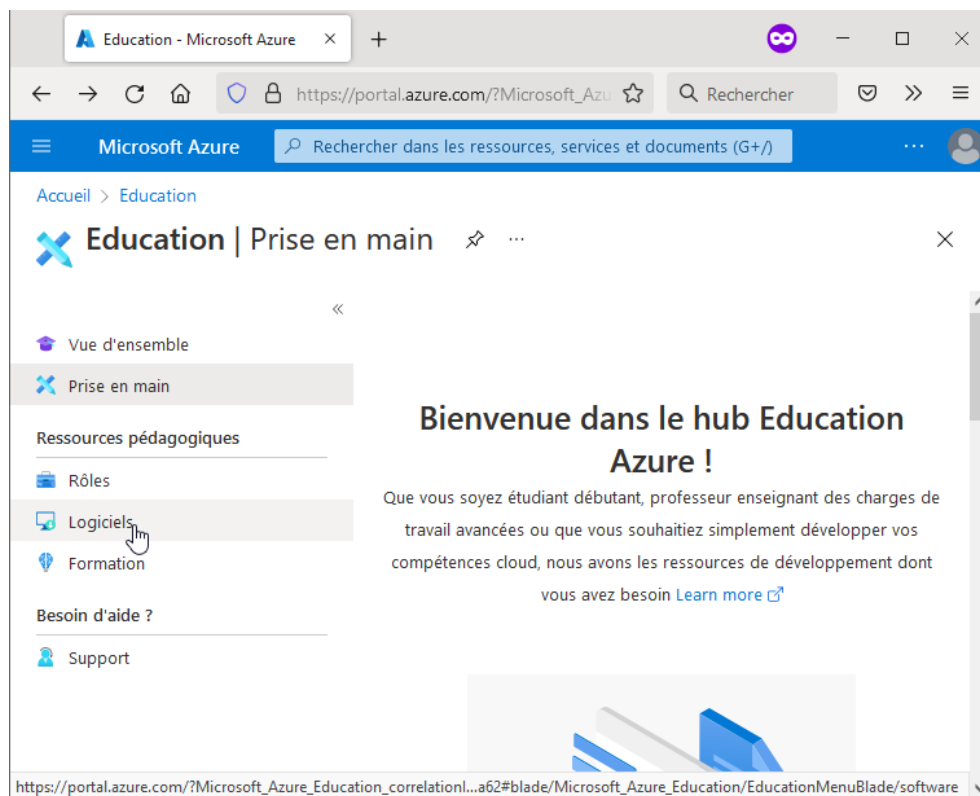 Education - Microsoft Azure
https://portal.azure.com/?Microsoft_Azu
Rechercher
Microsoft Azure
Rechercher dans les ressources, services et documents (G+/)
Accueil > Education
Education | Prise en main
Vue d'ensemble
Prise en main
Ressources pédagogiques
Rôles
Logiciels
Formation
Besoin d'aide ?
Support
Bienvenue dans le hub Education
Azure !
Que vous soyez étudiant débutant, professeur enseignant des charges de
travail avancées ou que vous souhaitiez simplement développer vos
compétences cloud, nous avons les ressources de développement dont
vous avez besoin Learn more
https://portal.azure.com/?Microsoft_Azure_Education_correlationI...a62#blade/Microsoft_Azure_Education/EducationMenuBlade/software